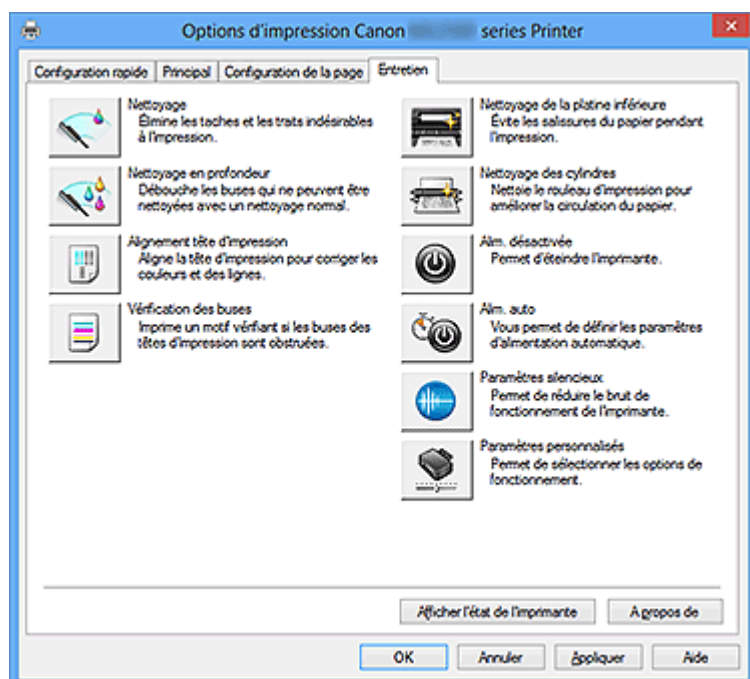 Options d'impression Canon series Printer
Configuration rapide
Principal
Configuration de la page
Entretien
Nettoyage
Élimine les taches et les traits indésirables
à l'impression.
Nettoyage en profondeur
Débouche les buses qui ne peuvent être
nettoyées avec un nettoyage normal.
Alignement tête d'impression
Aligne la tête d'impression pour corriger les
couleurs et des lignes.
Vérification des buses
Imprime un motif vérifiant si les buses des
têtes d'impression sont obstruées.
Nettoyage de la platine inférieure
Évite les salissures du papier pendant
l'impression.
Nettoyage des cylindres
Nettoie le rouleau d'impression pour
améliorer la circulation du papier.
Alim. désactivée
Permet d'éteindre l'imprimante.
Alim. auto
Vous permet de définir les paramètres
d'alimentation automatique.
Paramètres silencieux
Permet de réduire le bruit de
fonctionnement de l'imprimante.
Paramètres personnalisés
Permet de sélectionner les options de
fonctionnement.
Afficher l'état de l'imprimante
A propos de
OK
Annuler
Appliquer
Aide